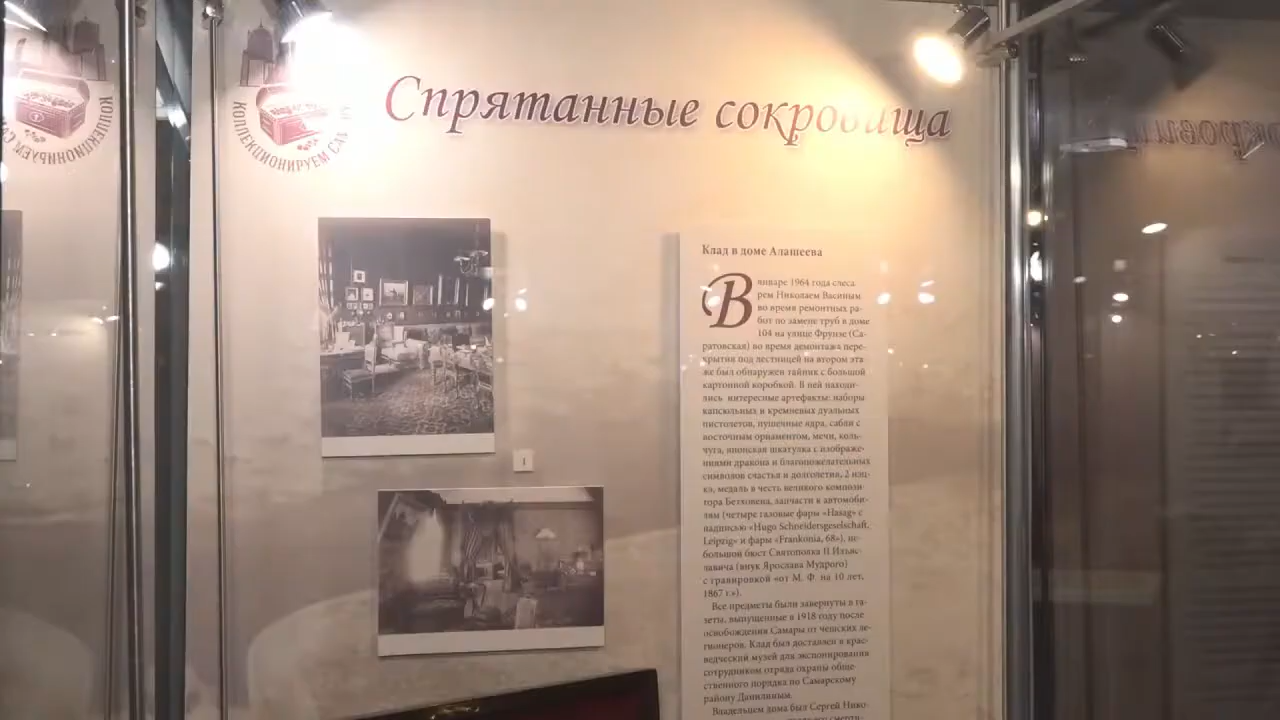 КОЛЛЕКЦИОНИРУЕМ
Спрятанные сокровища
Клад в доме Алашеева
В январе 1964 года слеса-
рем Николаем Васиным
во время ремонтных ра-
бот по замене труб в доме
104 на улице Фрунзе (Са-
ратовская) во время демонтажа пере-
крытия под лестницей на втором эта-
же был обнаружен тайник с большой
картонной коробкой. В ней находи-
лись интересные артефакты: наборы
капсюльных и кремневых дуэльных
пистолетов, пушечные ядра, сабли с
восточным орнаментом, мечи, коль-
чуга, японская шкатулка с изображе-
ниями дракона и благопожелательных
символов счастья и долголетия, 2 нэц-
кэ, медаль в честь великого компози-
тора Бетховена, запчасти к автомоби-
лям (четыре газовые фары «Hasag» с
надписью «Hugo Schneidersgeselschaft,
Leipzig» и фары «Frankonia, 68»), не-
большой бюст Святополка II Изяс-
лавича (внук Ярослава Мудрого)
с гравировкой «от М. Ф. на 10 лет,
1867 г.»).
Все предметы были завернуты в га-
зеты, выпущенные в 1918 году после
освобождения Самары от чешских ле-
гионеров. Клад был доставлен в крае-
ведческий музей для экспонирования
сотрудником отряда охраны обще-
ственного порядка по Самарскому
району Данилиным.
Владельцем дома был Сергей Нико-
1